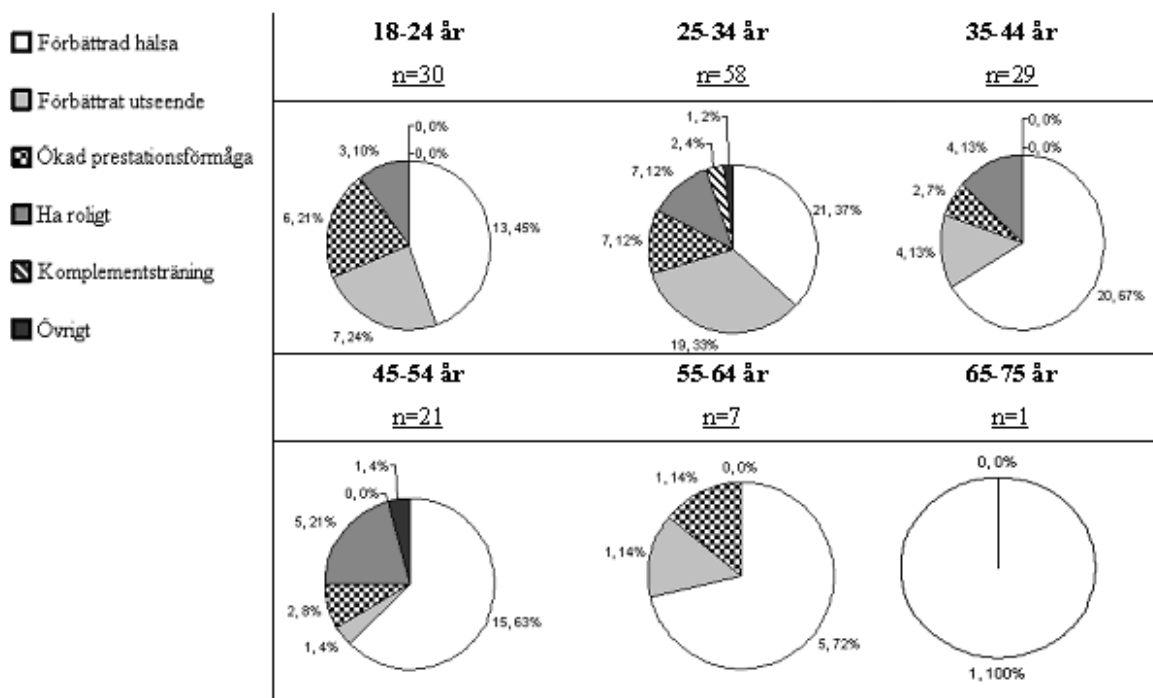 Förbättrad hälsa
Förbättrat utseende
Ökad prestationsförmåga
Ha roligt
Komplementsträning
Övrigt
18-24 år
n=30
25-34 år
n=58
35-44 år
n=29
0, 0%
0, 0%
3, 10%
6, 21%
13, 45%
7, 24%
1, 2%
2, 4%
7, 12%
7, 12%
21, 37%
19, 33%
0, 0%
0, 0%
4, 13%
2, 7%
4, 13%
20, 67%
45-54 år
n=21
55-64 år
n=7
65-75 år
n=1
1, 4%
0, 0%
5, 21%
2, 8%
1, 4%
15, 63%
1, 14%
0, 0%
1, 14%
5, 72%
0, 0%
1, 100%